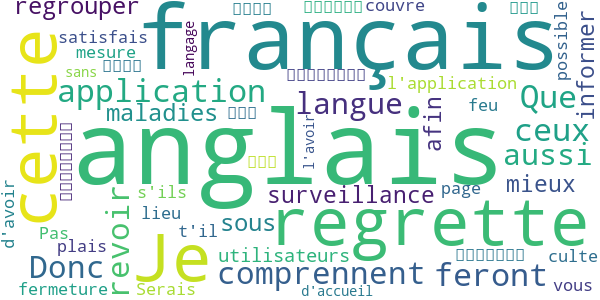 regrouper
français
couvre
satisfais
mesure
langage
possible
informer
sans
cette
application
l'application
maladies
langue
feu
Que
anglais
l'avoir
afin
ceux
aussi
d'avoir
revoir
s'ils
surveillance
page
mieux
lieu
t'il
sous
regrette
Pas
plais
Je
utilisateurs
Donc
comprennent
feront
culte
fermeture
Serais
d'accueil
vous